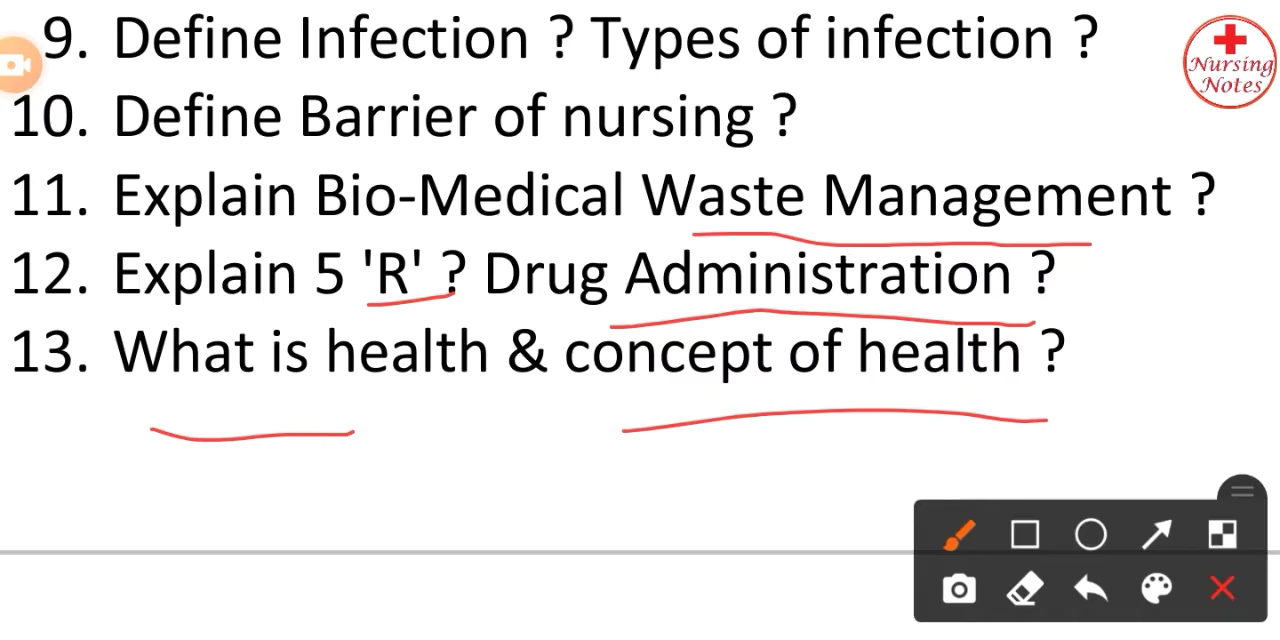 9. Define Infection ? Types of infection ?
10. Define Barrier of nursing ?
11. Explain Bio-Medical Waste Management ?
12. Explain 5 'R' ? Drug Administration ?
13. What is health & concept of health ?
Nursing
Notes